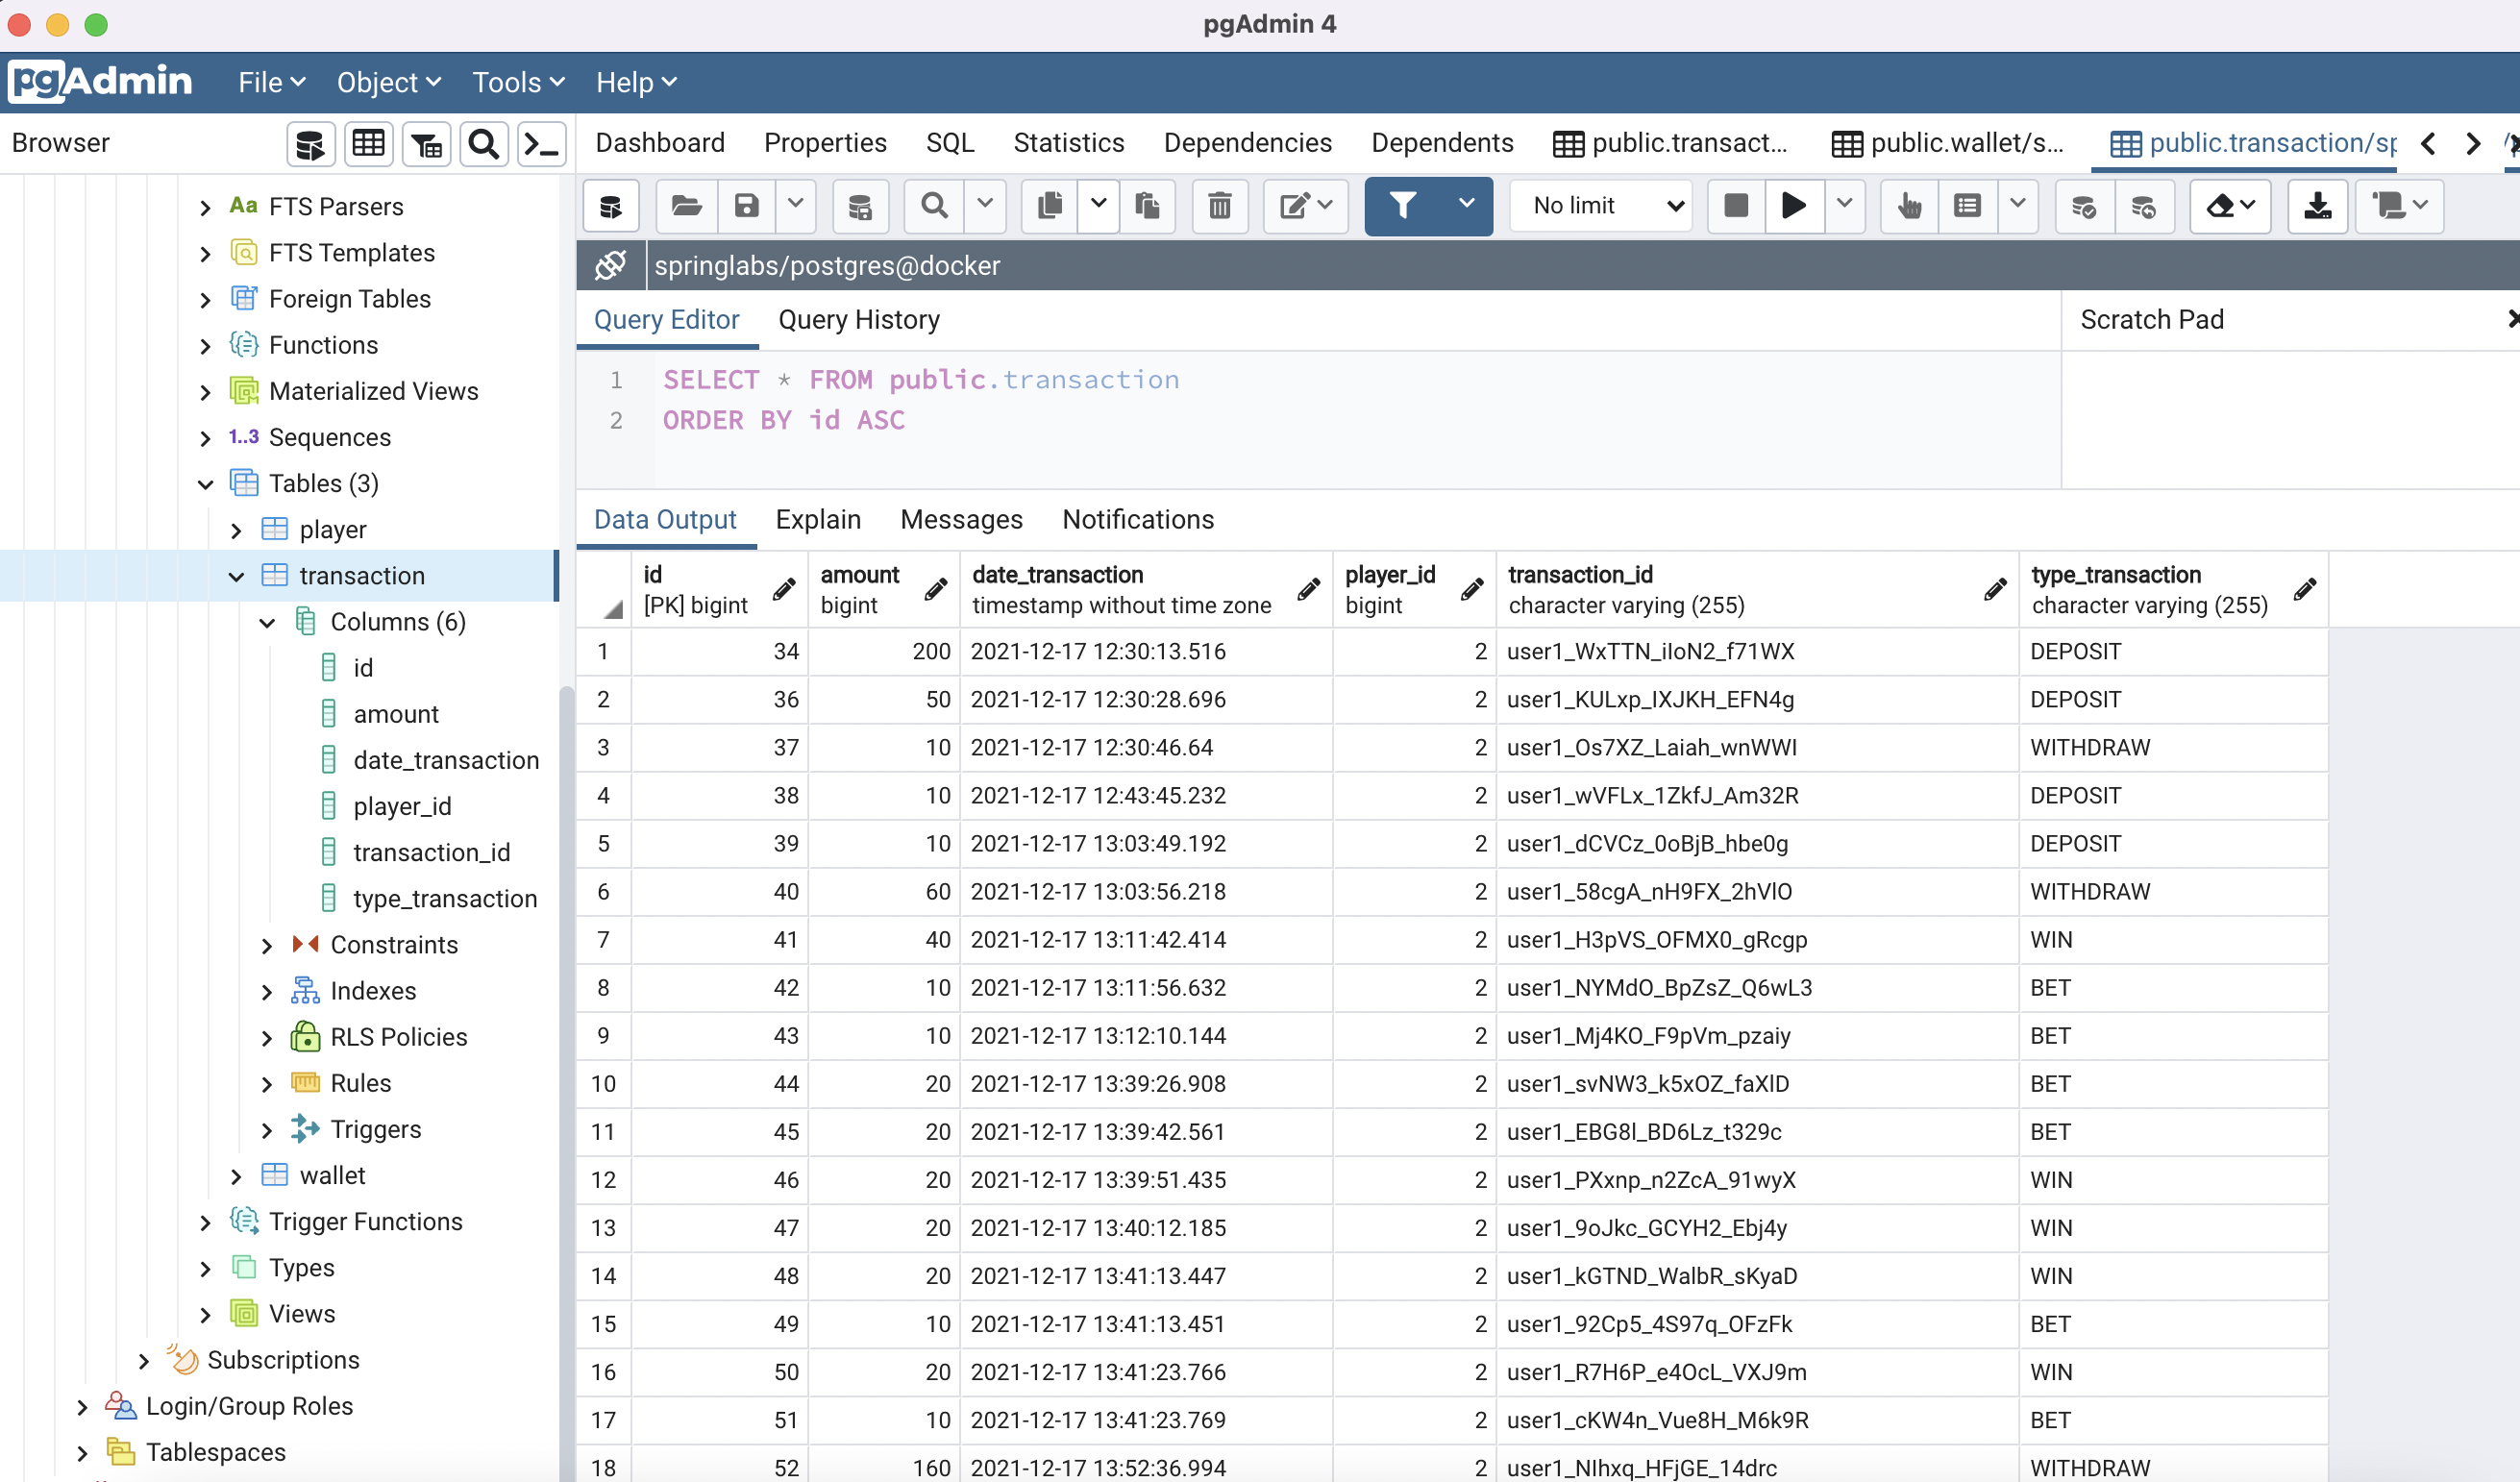 pgAdmin 4
pgAdmin File Object Tools Help
Browser
Dashboard Properties SQL Statistics Dependencies Dependents public.transact... public.wallet/s... public.transaction/sp
No limit
springlabs/postgres@docker
Query Editor Query History
Scratch Pad
1 SELECT * FROM public.transaction
2 ORDER BY id ASC
Data Output Explain Messages Notifications
Aa FTS Parsers
FTS Templates
Foreign Tables
Functions
Materialized Views
1..3 Sequences
Tables (3)
player
transaction
Columns (6)
id
amount
date_transaction
player_id
transaction_id
type_transaction
Constraints
Indexes
RLS Policies
Rules
Triggers
wallet
Trigger Functions
Types
Views
Subscriptions
Login/Group Roles
Tablespaces
id amount date_transaction player_id transaction_id type_transaction
[PK] bigint bigint timestamp without time zone bigint character varying (255) character varying (255)
1 34 200 2021-12-17 12:30:13.516 2 user1_WxTTN_iIoN2_f71WX DEPOSIT
2 36 50 2021-12-17 12:30:28.696 2 user1_KULxp_IXJKH_EFN4g DEPOSIT
3 37 10 2021-12-17 12:30:46.64 2 user1_Os7XZ_Laiah_wnWWI WITHDRAW
4 38 10 2021-12-17 12:43:45.232 2 user1_wVFLx_1ZkfJ_Am32R DEPOSIT
5 39 10 2021-12-17 13:03:49.192 2 user1_dCVCz_0oBjB_hbe0g DEPOSIT
6 40 60 2021-12-17 13:03:56.218 2 user1_58cgA_nH9FX_2hVlO WITHDRAW
7 41 40 2021-12-17 13:11:42.414 2 user1_H3pVS_OFMX0_gRcgp WIN
8 42 10 2021-12-17 13:11:56.632 2 user1_NYMdO_BpZsZ_Q6wL3 BET
9 43 10 2021-12-17 13:12:10.144 2 user1_Mj4KO_F9pVm_pzaiy BET
10 44 20 2021-12-17 13:39:26.908 2 user1_svNW3_k5xOZ_faXlD BET
11 45 20 2021-12-17 13:39:42.561 2 user1_EBG8l_BD6Lz_t329c BET
12 46 20 2021-12-17 13:39:51.435 2 user1_PXxnp_n2ZcA_91wyX WIN
13 47 20 2021-12-17 13:40:12.185 2 user1_9oJkc_GCYH2_Ebj4y WIN
14 48 20 2021-12-17 13:41:13.447 2 user1_kGTND_WalbR_sKyaD WIN
15 49 10 2021-12-17 13:41:13.451 2 user1_92Cp5_4S97q_OFzFk BET
16 50 20 2021-12-17 13:41:23.766 2 user1_R7H6P_e4OcL_VXJ9m WIN
17 51 10 2021-12-17 13:41:23.769 2 user1_cKW4n_Vue8H_M6k9R BET
18 52 160 2021-12-17 13:52:36.994 2 user1_NIhxq_HFjGE_14drc WITHDRAW